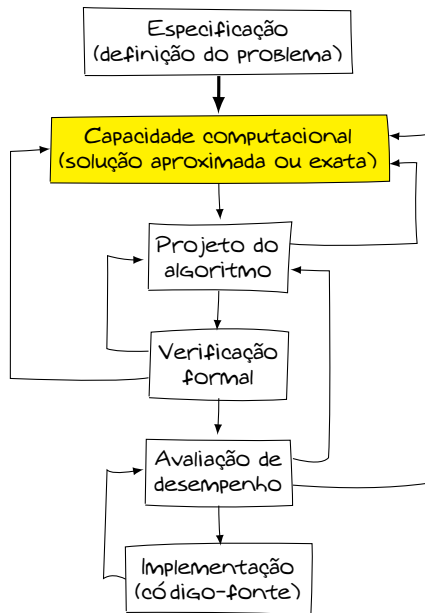 Especificação
(definição do problema)
Capacidade computacional
(solução aproximada ou exata)
Projeto do
algoritmo
Verificação
formal
Avaliação de
desempenho
Implementação
(código-fonte)